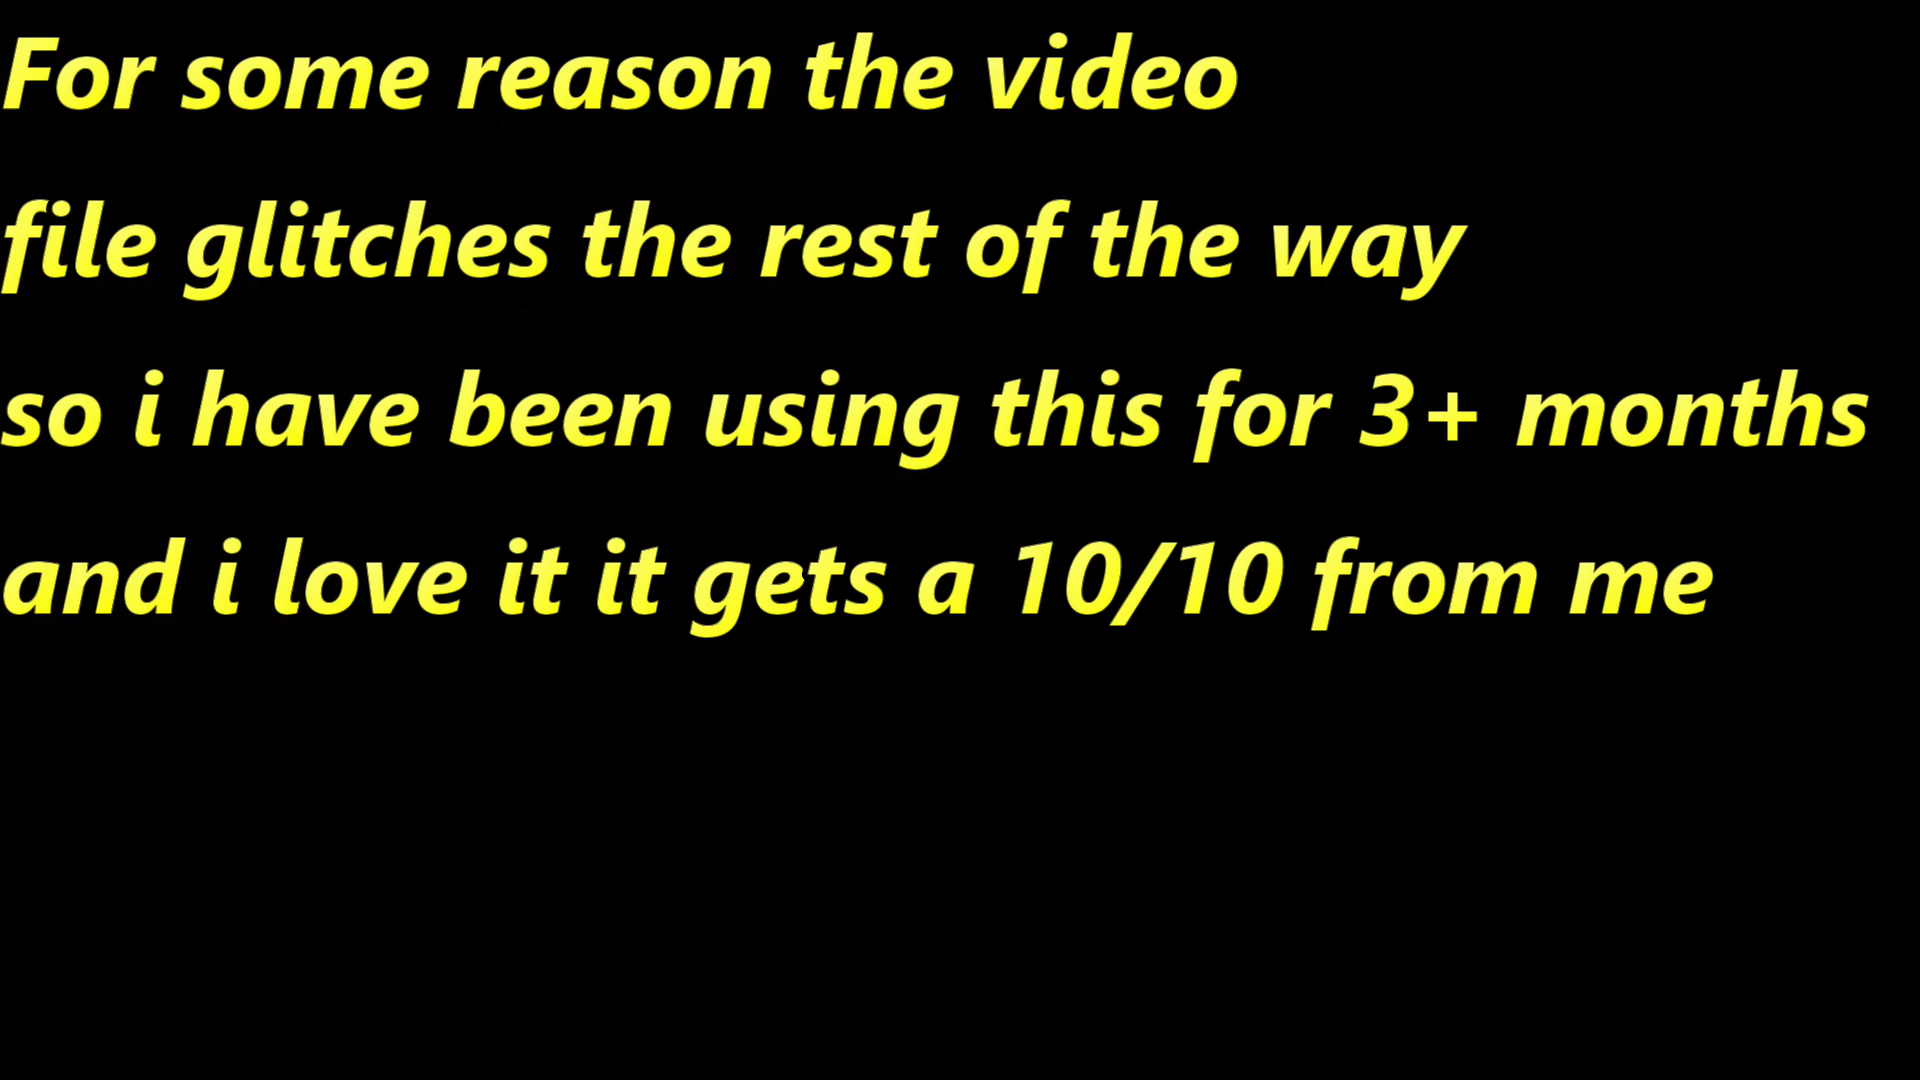 For some reason the video
file glitches the rest of the way
so i have been using this for 3+ months
and i love it it gets a 10/10 from me